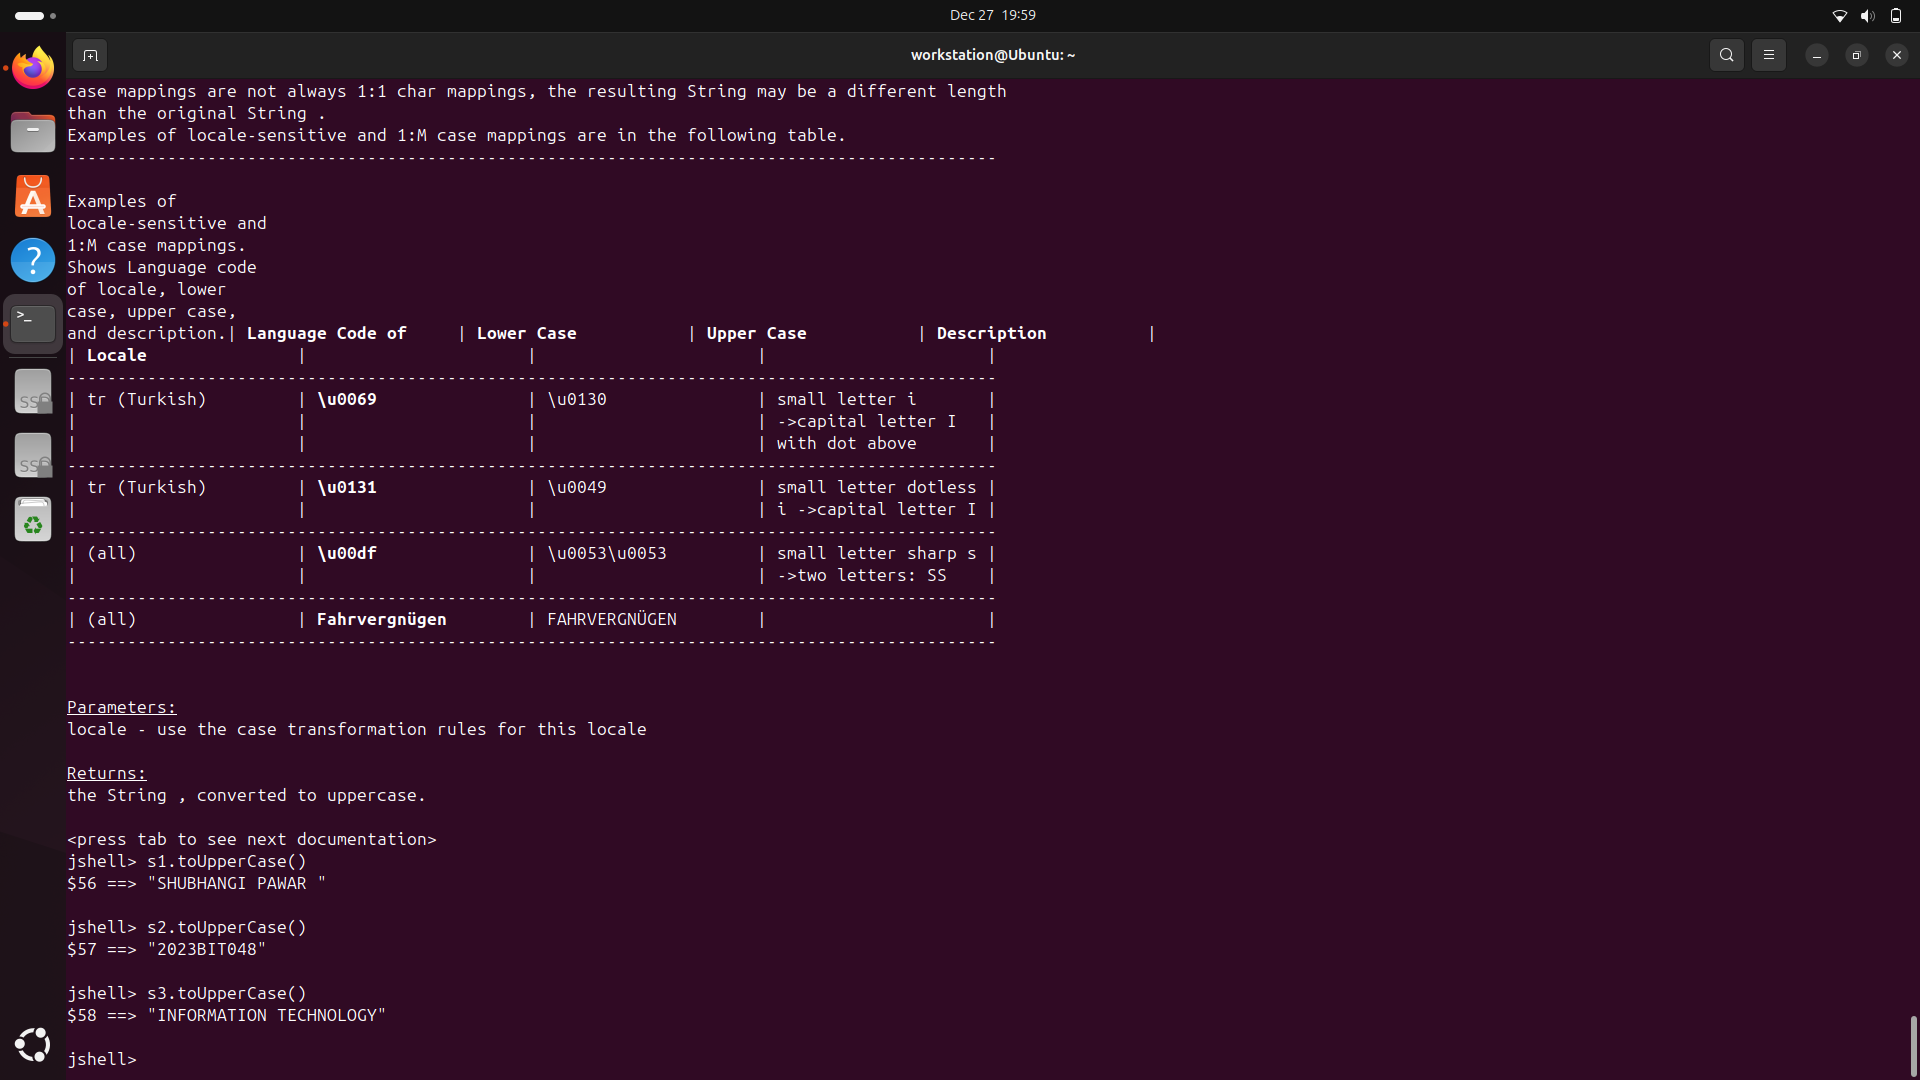 Dec 27 19:59
workstation@Ubuntu: ~
case mappings are not always 1:1 char mappings, the resulting String may be a different length
than the original String .
Examples of locale-sensitive and 1:M case mappings are in the following table.
---------------------------------------------------------------------------------------------
Examples of
locale-sensitive and
1:M case mappings.
Shows Language code
of locale, lower
case, upper case,
and description.| Language Code of     | Lower Case           | Upper Case           | Description          |
| Locale               |                      |                      |                      |
---------------------------------------------------------------------------------------------
| tr (Turkish)         | \u0069               | \u0130               | small letter i       |
|                      |                      |                      | ->capital letter I   |
|                      |                      |                      | with dot above       |
---------------------------------------------------------------------------------------------
| tr (Turkish)         | \u0131               | \u0049               | small letter dotless |
|                      |                      |                      | i ->capital letter I |
---------------------------------------------------------------------------------------------
| (all)                | \u00df               | \u0053\u0053         | small letter sharp s |
|                      |                      |                      | ->two letters: SS    |
---------------------------------------------------------------------------------------------
| (all)                | Fahrvergnügen        | FAHRVERGNÜGEN        |                      |
---------------------------------------------------------------------------------------------
Parameters:
locale - use the case transformation rules for this locale
Returns:
the String , converted to uppercase.
<press tab to see next documentation>
jshell> s1.toUpperCase()
$56 ==> "SHUBHANGI PAWAR "
jshell> s2.toUpperCase()
$57 ==> "2023BIT048"
jshell> s3.toUpperCase()
$58 ==> "INFORMATION TECHNOLOGY"
jshell>